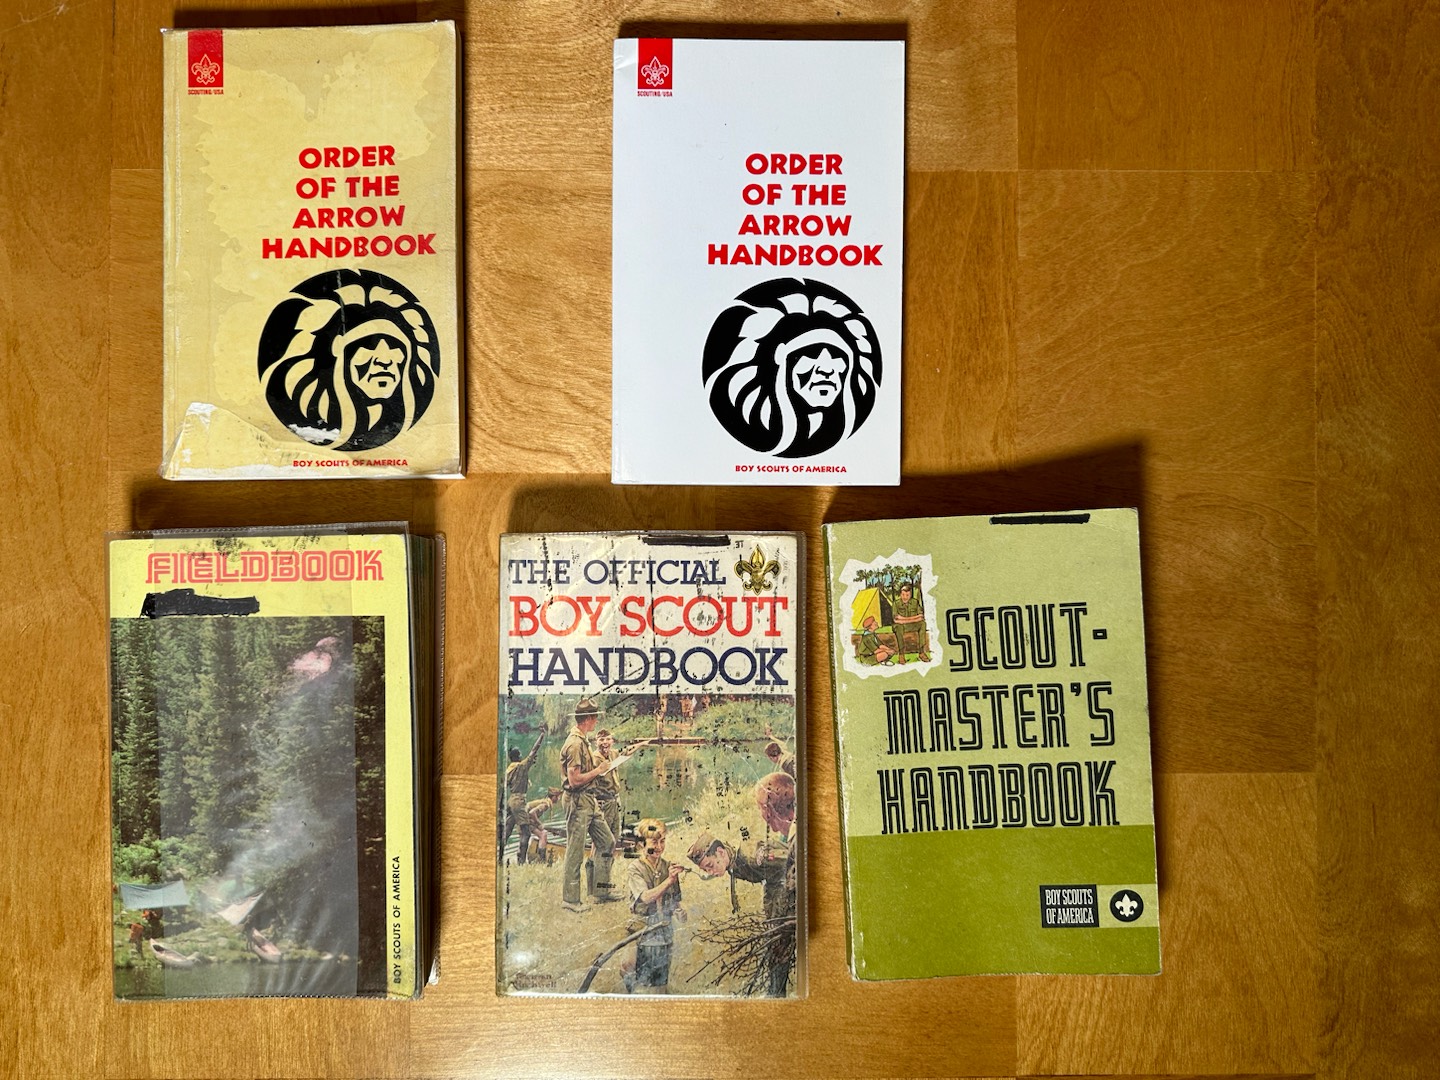 SCOUTING/USA
ORDER
OF THE
ARROW
HANDBOOK
BOY SCOUTS OF AMERICA
SCOUTING/USA
ORDER
OF THE
ARROW
HANDBOOK
BOY SCOUTS OF AMERICA
FIELDBOOK
BOY SCOUTS OF AMERICA
THE OFFICIAL
BOY SCOUT
HANDBOOK
Norman
Rockwell
SCOUT-
MASTER'S
HANDBOOK
BOY SCOUTS
OF AMERICA